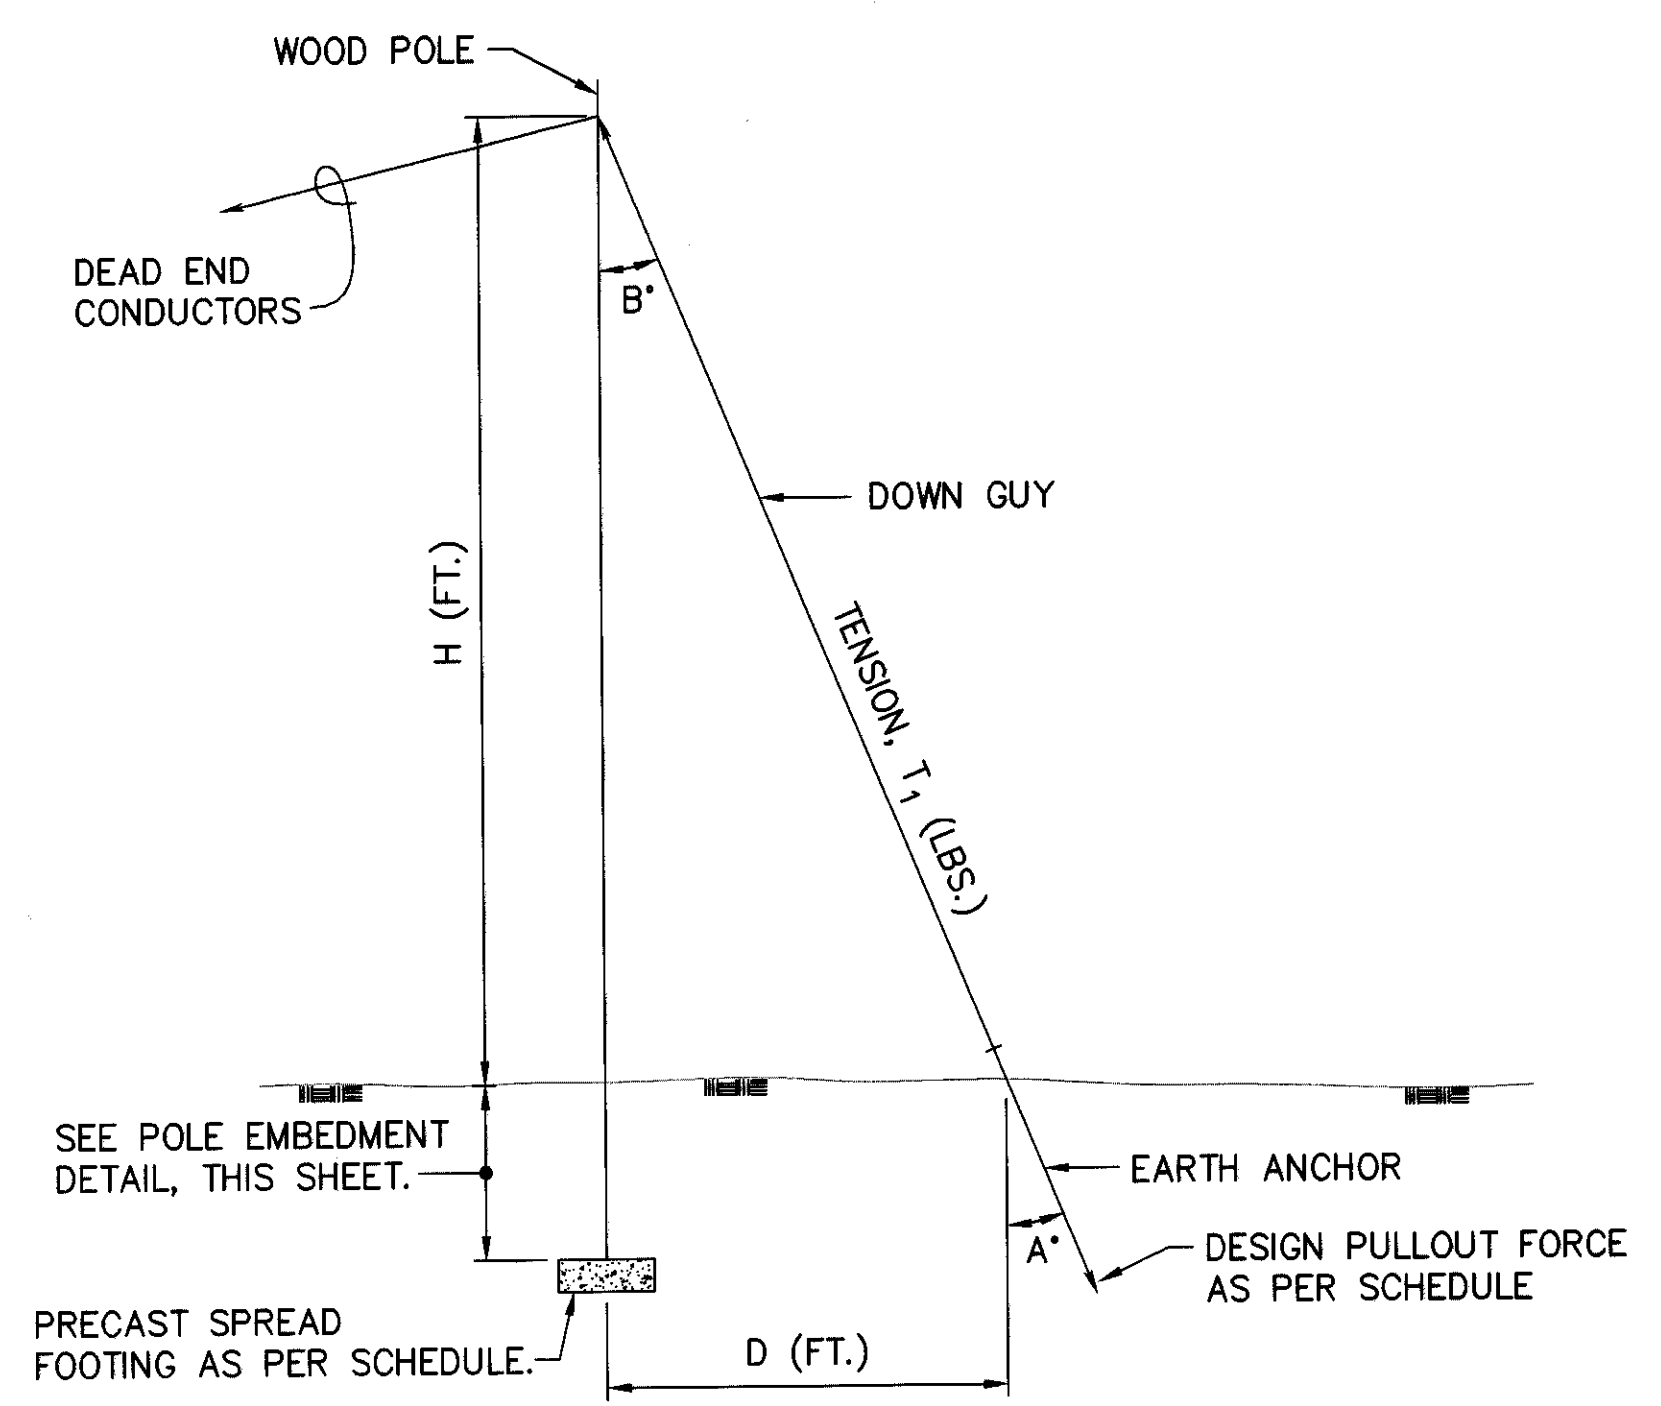 WOOD POLE
DEAD END
CONDUCTORS
B°
DOWN GUY
H (FT.)
TENSION, T1 (LBS.)
SEE POLE EMBEDMENT
DETAIL, THIS SHEET.
EARTH ANCHOR
A°
DESIGN PULLOUT FORCE
AS PER SCHEDULE
PRECAST SPREAD
FOOTING AS PER SCHEDULE.
D (FT.)